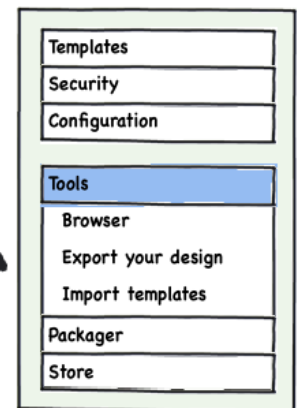 Templates
Security
Configuration
Tools
Browser
Export your design
Import templates
Packager
Store